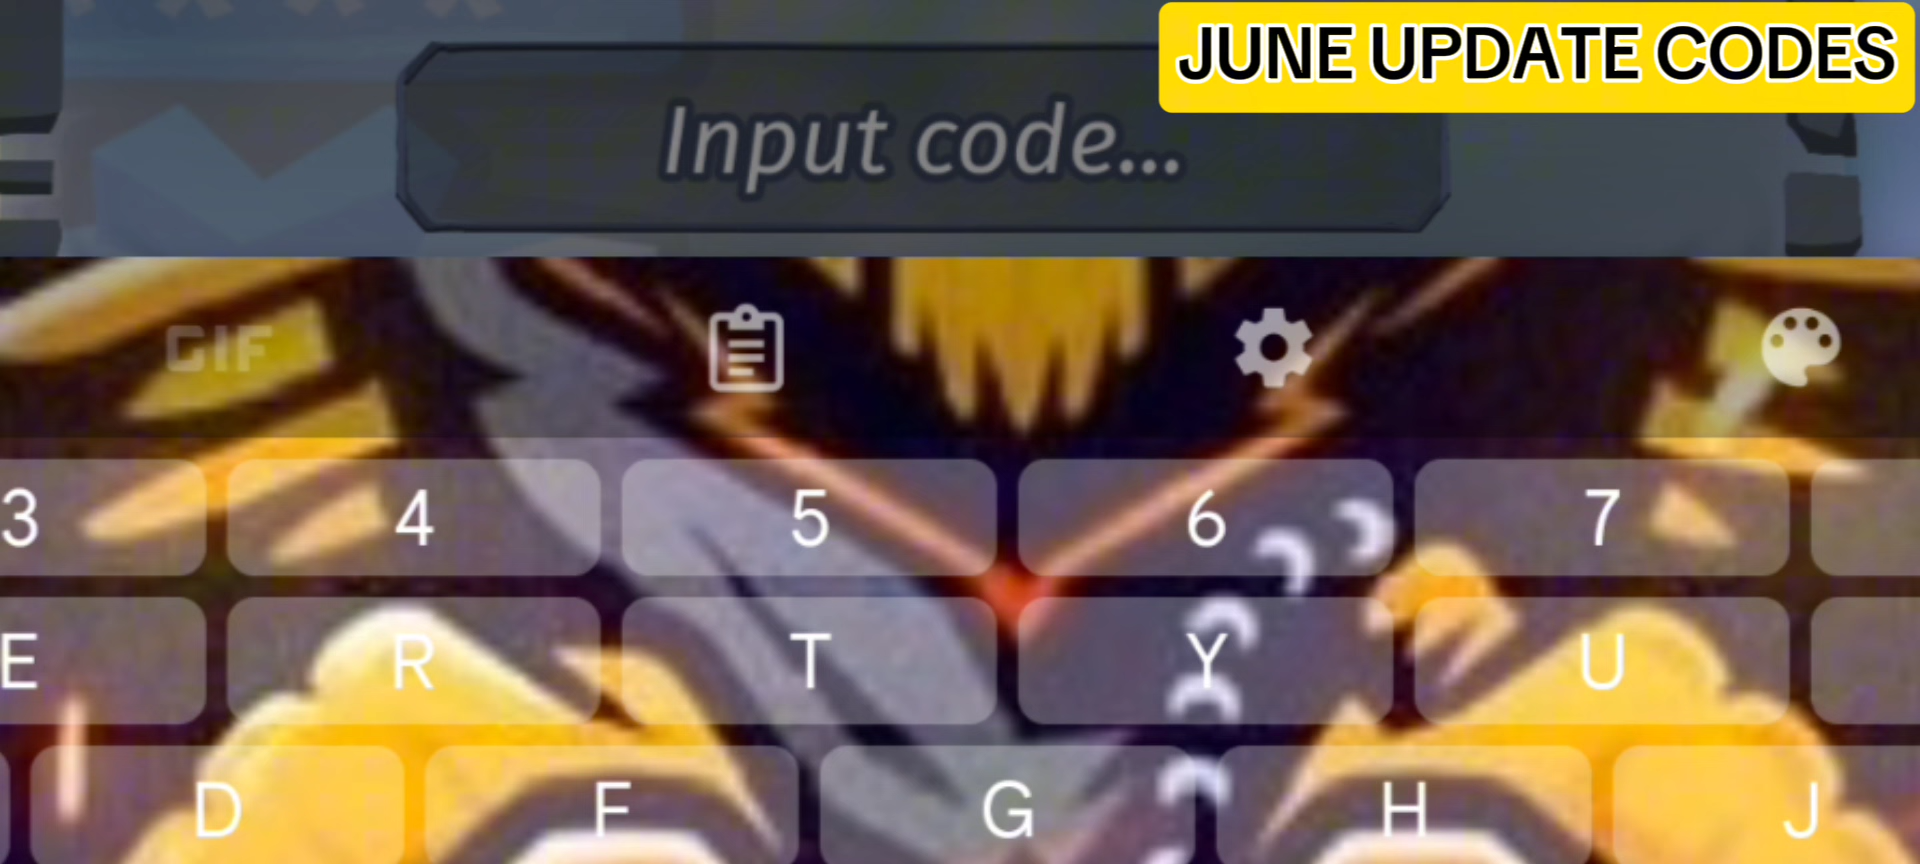 JUNE UPDATE CODES
Input code...
GIF
3 4 5 6 7
E R T Y U
D F G H J